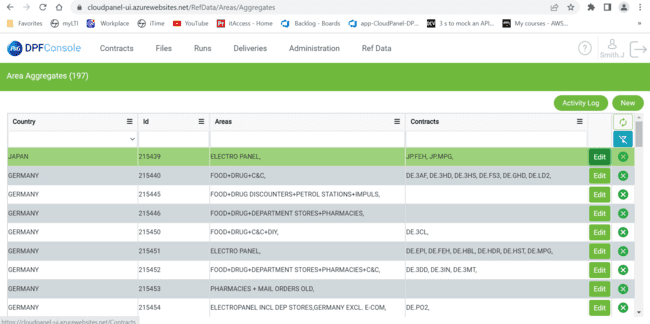 cloudpanel-ui.azurewebsites.net/RefData/Areas/Aggregates
Favorites myLTI Workplace iTime YouTube itAccess - Home Backlog - Boards app-CloudPanel-DP... 3 s to mock an API... My courses - AWS...
P&G DPFConsole Contracts Files Runs Deliveries Administration Ref Data ? Smith.J
Area Aggregates (197)
Activity Log New
Country Id Areas Contracts
JAPAN 215439 ELECTRO PANEL, JP.FEH, JP.MPG, Edit
GERMANY 215440 FOOD+DRUG+C&C, DE.3AF, DE.3HD, DE.3HS, DE.FS3, DE.GHD, DE.LD2, Edit
GERMANY 215445 FOOD+DRUG DISCOUNTERS+PETROL STATIONS+IMPULS, Edit
GERMANY 215446 FOOD+DRUG+DEPARTMENT STORES+PHARMACIES, Edit
GERMANY 215450 FOOD+DRUG+C&C+DIY, DE.3CL, Edit
GERMANY 215451 ELECTRO PANEL, DE.EPI, DE.FEH, DE.HBL, DE.HDR, DE.HST, DE.MPG, Edit
GERMANY 215452 FOOD+DRUG+DEPARTMENT STORES+PHARMACIES+C&C, DE.3DD, DE.3IN, DE.3MT, Edit
GERMANY 215453 PHARMACIES + MAIL ORDERS OLD, Edit
GERMANY 215454 ELECTROPANEL INCL DEP STORES,GERMANY EXCL. E-COM, DE.PO2, Edit
https://cloudpanel-ui.azurewebsites.net/Contracts